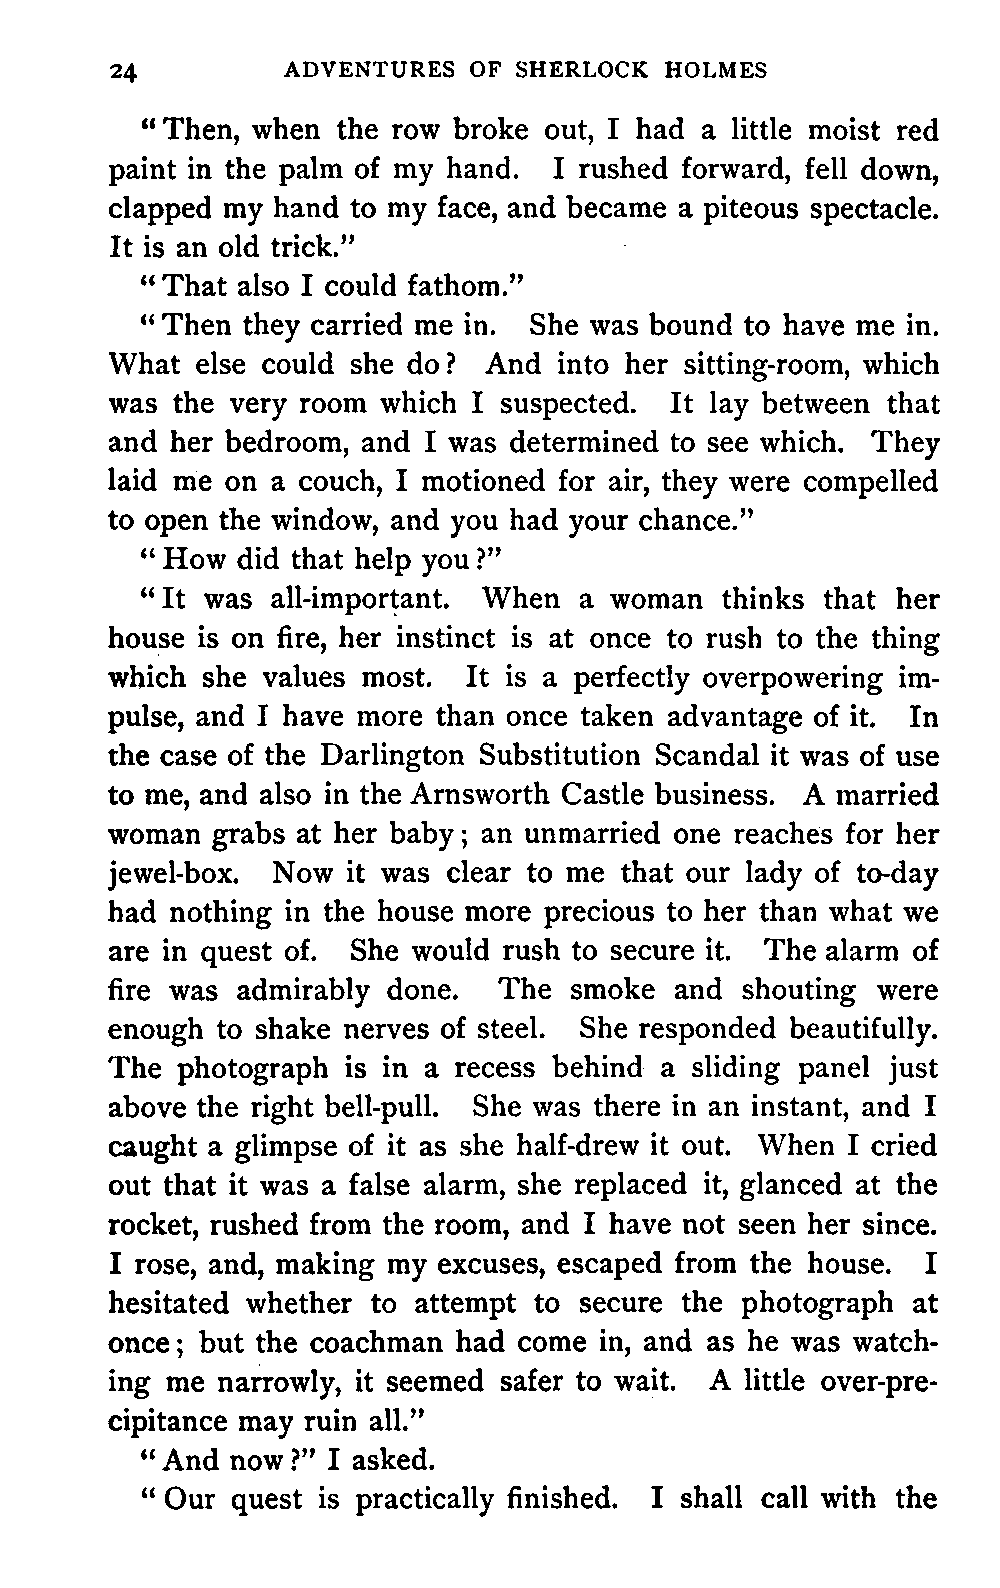 24 ADVENTURES OF SHERLOCK HOLMES
“Then, when the row broke out, I had a little moist red
paint in the palm of my hand. I rushed forward, fell down,
clapped my hand to my face, and became a piteous spectacle.
It is an old trick.”
“That also I could fathom.”
“Then they carried me in. She was bound to have me in.
What else could she do? And into her sitting-room, which
was the very room which I suspected. It lay between that
and her bedroom, and I was determined to see which. They
laid me on a couch, I motioned for air, they were compelled
to open the window, and you had your chance.”
“How did that help you?”
“It was all-important. When a woman thinks that her
house is on fire, her instinct is at once to rush to the thing
which she values most. It is a perfectly overpowering im-
pulse, and I have more than once taken advantage of it. In
the case of the Darlington Substitution Scandal it was of use
to me, and also in the Arnsworth Castle business. A married
woman grabs at her baby; an unmarried one reaches for her
jewel-box. Now it was clear to me that our lady of to-day
had nothing in the house more precious to her than what we
are in quest of. She would rush to secure it. The alarm of
fire was admirably done. The smoke and shouting were
enough to shake nerves of steel. She responded beautifully.
The photograph is in a recess behind a sliding panel just
above the right bell-pull. She was there in an instant, and I
caught a glimpse of it as she half-drew it out. When I cried
out that it was a false alarm, she replaced it, glanced at the
rocket, rushed from the room, and I have not seen her since.
I rose, and, making my excuses, escaped from the house. I
hesitated whether to attempt to secure the photograph at
once; but the coachman had come in, and as he was watch-
ing me narrowly, it seemed safer to wait. A little over-pre-
cipitance may ruin all.”
“And now?” I asked.
“Our quest is practically finished. I shall call with the